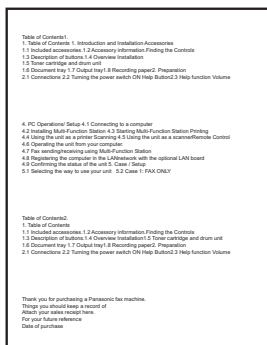 Table of Contents1.
1. Table of Contents 1. Introduction and Installation Accessories
1.1 Included accessories.1.2 Accessory information.Finding the Controls
1.3 Description of buttons.1.4 Overview Installation
1.5 Toner cartridge and drum unit
1.6 Document tray 1.7 Output tray1.8 Recording paper2. Preparation
2.1 Connections 2.2 Turning the power switch ON Help Button2.3 Help function Volume
4. PC Operations/ Setup 4.1 Connecting to a computer
4.2 Installing Multi-Function Station 4.3 Starting Multi-Function Station Printing
4.4 Using the unit as a printer Scanning 4.5 Using the unit as a scannerRemote Control
4.6 Operating the unit from your computer.
4.7 Fax sending/receiving using Multi-Function Station
4.8 Registering the computer in the LANnetwork with the optional LAN board
4.9 Confirming the status of the unit 5. Case / Setup
5.1 Selecting the way to use your unit 5.2 Case 1: FAX ONLY
Table of Contents2.
1. Table of Contents
1.1 Included accessories.1.2 Accessory information.Finding the Controls
1.3 Description of buttons.1.4 Overview Installation1.5 Toner cartridge and drum unit
1.6 Document tray 1.7 Output tray1.8 Recording paper2. Preparation
2.1 Connections 2.2 Turning the power switch ON Help Button2.3 Help function Volume
Thank you for purchasing a Panasonic fax machine.
Things you should keep a record of
Attach your sales receipt here.
For your future reference
Date of purchase